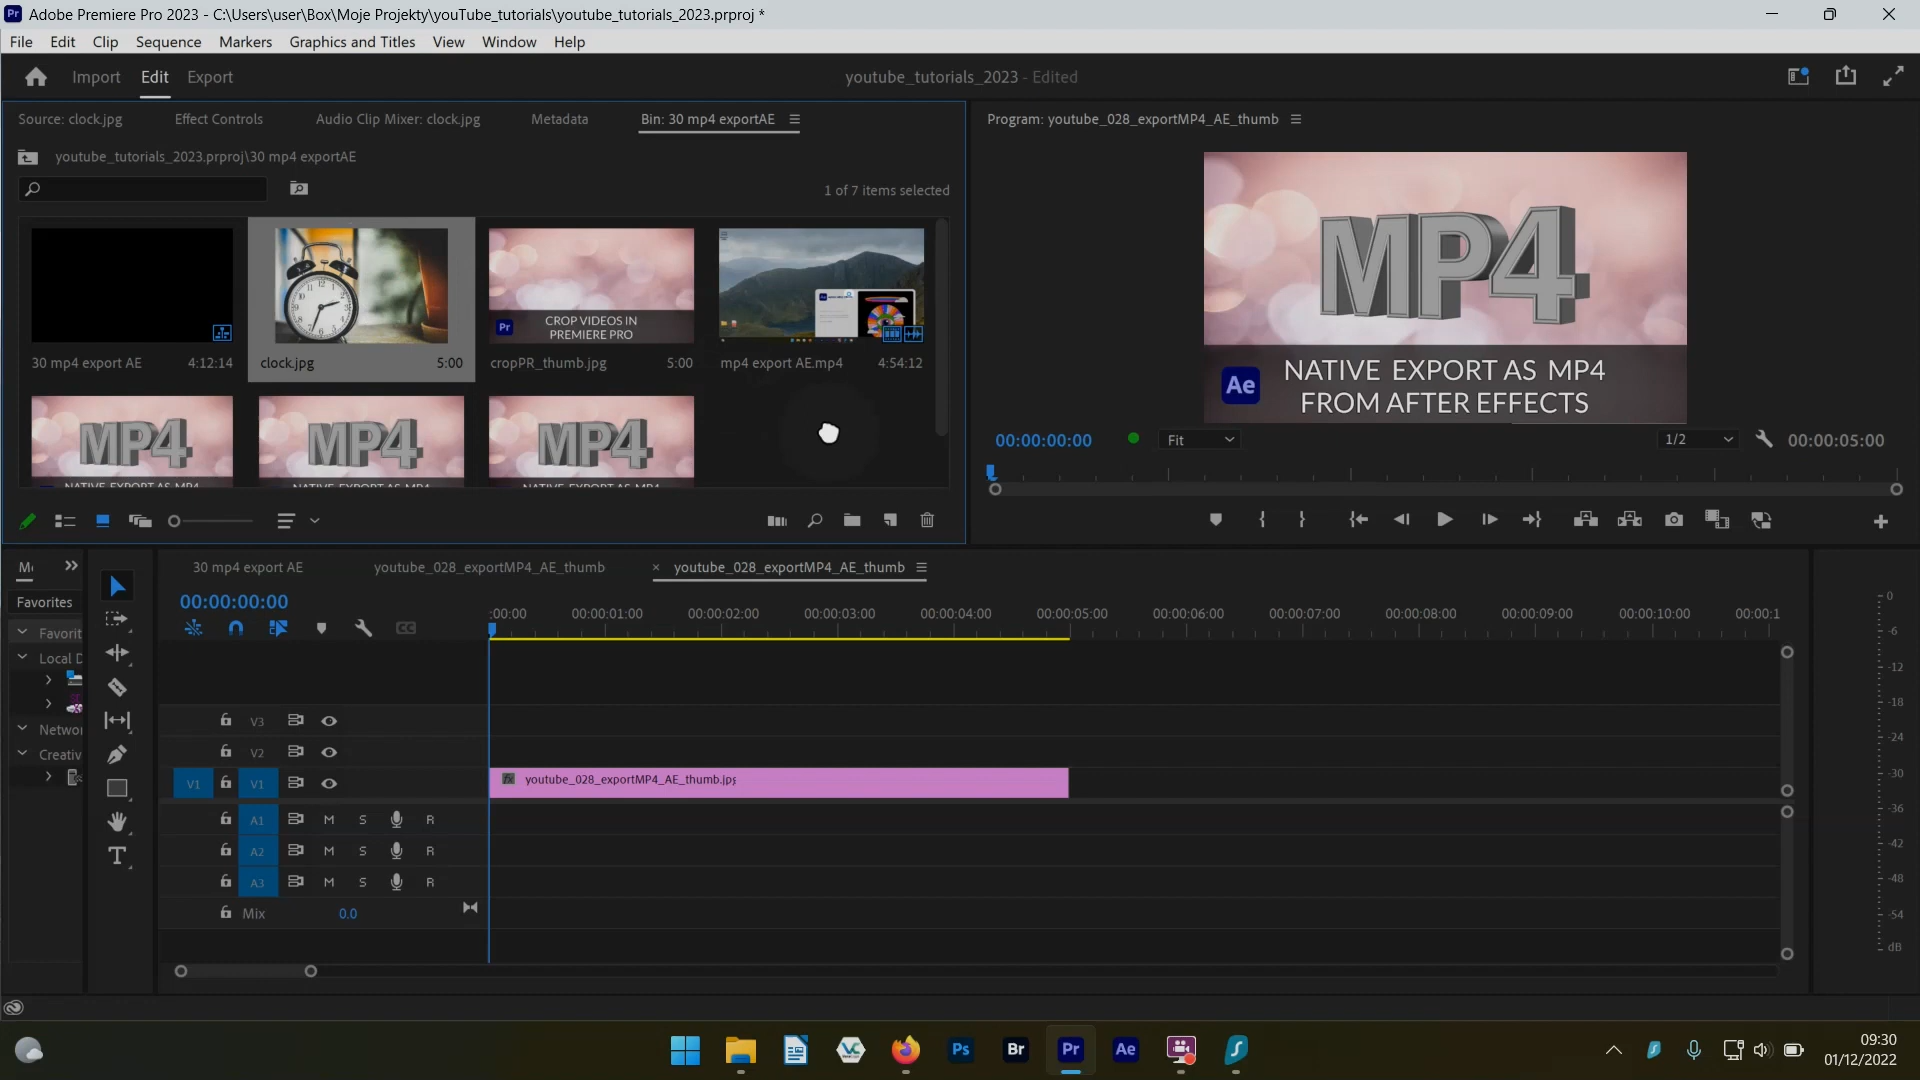 Pr Adobe Premiere Pro 2023 - C:\Users\user\Box\Moje Projekty\youTube_tutorials\youtube_tutorials_2023.prproj *
File Edit Clip Sequence Markers Graphics and Titles View Window Help
Import Edit Export youtube_tutorials_2023 - Edited
Source: clock.jpg Effect Controls Audio Clip Mixer: clock.jpg Metadata Bin: 30 mp4 exportAE
Program: youtube_028_exportMP4_AE_thumb
youtube_tutorials_2023.prproj\30 mp4 exportAE
1 of 7 items selected
Pr CROP VIDEOS IN
PREMIERE PRO
30 mp4 export AE 4:12:14 clock.jpg 5:00 cropPR_thumb.jpg 5:00 mp4 export AE.mp4 4:54:12
MP4 MP4 MP4
NATIVE EXPORT AS MP4 NATIVE EXPORT AS MP4 NATIVE EXPORT AS MP4
MP4
Ae NATIVE EXPORT AS MP4
FROM AFTER EFFECTS
00:00:00:00 Fit 1/2 00:00:05:00
30 mp4 export AE youtube_028_exportMP4_AE_thumb × youtube_028_exportMP4_AE_thumb
00:00:00:00
:00:00 00:00:01:00 00:00:02:00 00:00:03:00 00:00:04:00 00:00:05:00 00:00:06:00 00:00:07:00 00:00:08:00 00:00:09:00 00:00:10:00 00:00:1
CC
Favorites
Favorit
Local D
Networ
Creativ
V3
V2
V1 V1 fx youtube_028_exportMP4_AE_thumb.jpg
A1 M S R
A2 M S R
A3 M S R
Mix 0.0
0
-6
-12
-18
-24
-30
-36
-42
-48
-54
dB
Ps Br Pr Ae
09:30
01/12/2022